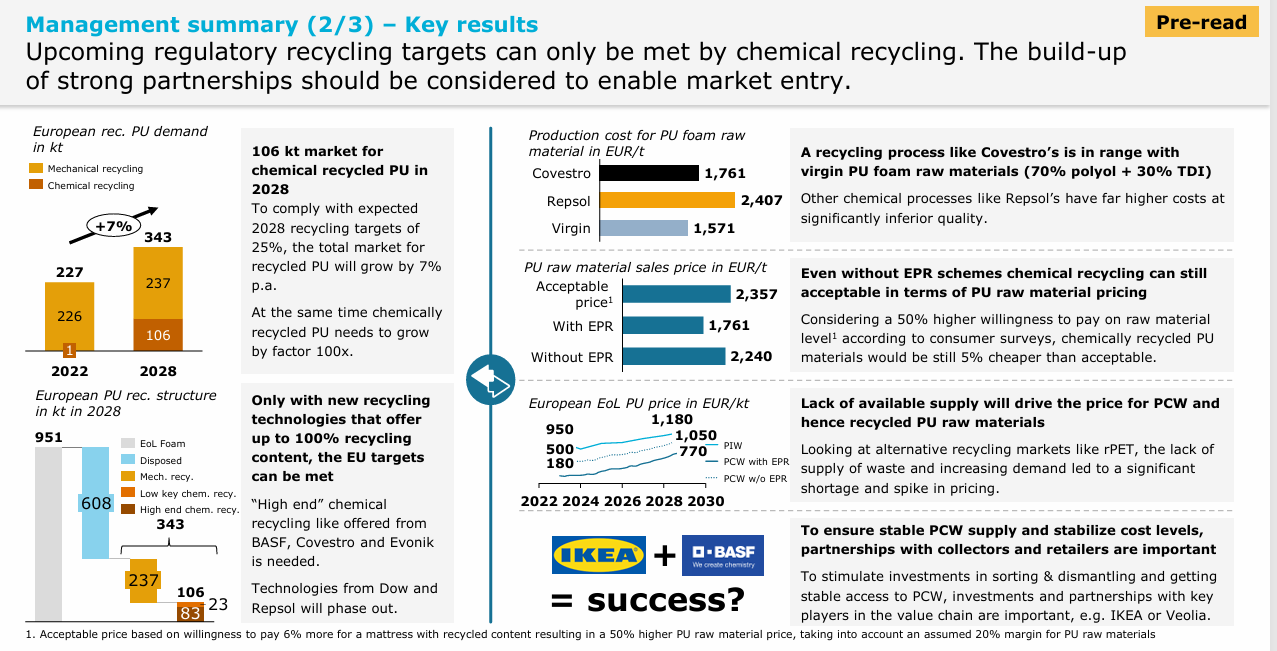 Management summary (2/3) – Key results
Pre-read
Upcoming regulatory recycling targets can only be met by chemical recycling. The build-up
of strong partnerships should be considered to enable market entry.
European rec. PU demand
in kt
Mechanical recycling
Chemical recycling
+7%
343
227
237
226
106
1
2022
2028
106 kt market for
chemical recycled PU in
2028
To comply with expected
2028 recycling targets of
25%, the total market for
recycled PU will grow by 7%
p.a.
At the same time chemically
recycled PU needs to grow
by factor 100x.
European PU rec. structure
in kt in 2028
951
EoL Foam
Disposed
Mech. recy.
Low key chem. recy.
High end chem. recy.
608
343
237
106
23
83
Only with new recycling
technologies that offer
up to 100% recycling
content, the EU targets
can be met
“High end” chemical
recycling like offered from
BASF, Covestro and Evonik
is needed.
Technologies from Dow and
Repsol will phase out.
Production cost for PU foam raw
material in EUR/t
Covestro
1,761
Repsol
2,407
Virgin
1,571
A recycling process like Covestro’s is in range with
virgin PU foam raw materials (70% polyol + 30% TDI)
Other chemical processes like Repsol’s have far higher costs at
significantly inferior quality.
PU raw material sales price in EUR/t
Acceptable
price1
2,357
With EPR
1,761
Without EPR
2,240
Even without EPR schemes chemical recycling can still
acceptable in terms of PU raw material pricing
Considering a 50% higher willingness to pay on raw material
level1 according to consumer surveys, chemically recycled PU
materials would be still 5% cheaper than acceptable.
European EoL PU price in EUR/kt
1,180
950
1,050
500
770
180
PIW
PCW with EPR
PCW w/o EPR
2022 2024 2026 2028 2030
Lack of available supply will drive the price for PCW and
hence recycled PU raw materials
Looking at alternative recycling markets like rPET, the lack of
supply of waste and increasing demand led to a significant
shortage and spike in pricing.
IKEA
+
BASF
We create chemistry
= success?
To ensure stable PCW supply and stabilize cost levels,
partnerships with collectors and retailers are important
To stimulate investments in sorting & dismantling and getting
stable access to PCW, investments and partnerships with key
players in the value chain are important, e.g. IKEA or Veolia.
1. Acceptable price based on willingness to pay 6% more for a mattress with recycled content resulting in a 50% higher PU raw material price, taking into account an assumed 20% margin for PU raw materials